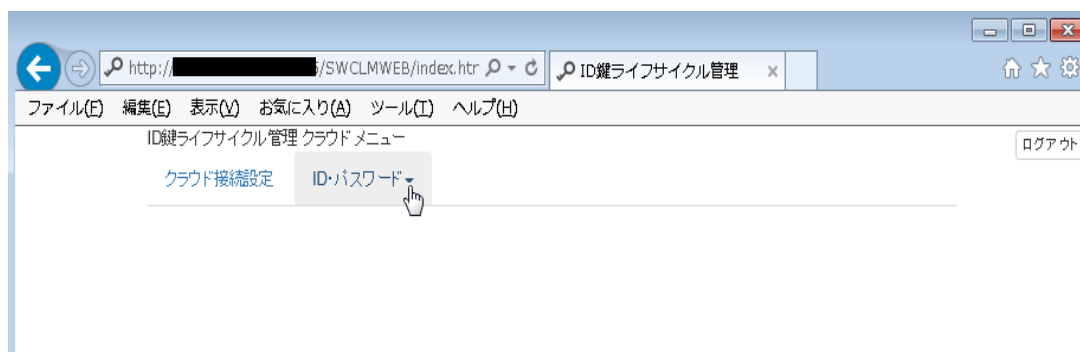 http:// 6/SWCLMWEB/index.htr
ID鍵ライフサイクル管理
ファイル(F) 編集(E) 表示(V) お気に入り(A) ツール(T) ヘルプ(H)
ID鍵ライフサイクル管理 クラウド メニュー
ログアウト
クラウド接続設定 ID・パスワード